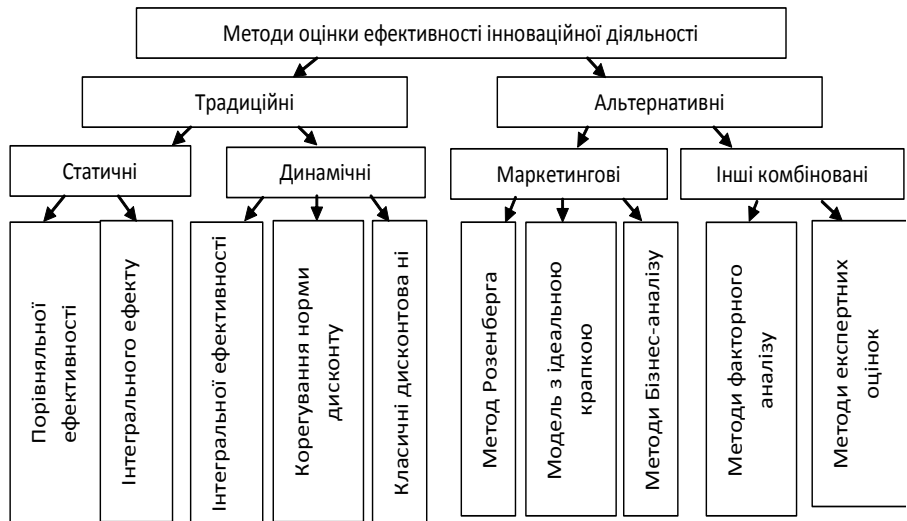 Методи оцінки ефективності інноваційної діяльності
Традиційні
Альтернативні
Статичні
Динамічні
Маркетингові
Інші комбіновані
Порівняльної
ефективності
Інтегрального ефекту
Інтегральної ефективності
Корегування норми
дисконту
Класичні дисконтова ні
Метод Розенберга
Модель з ідеальною
крапкою
Методи Бізнес-аналізу
Методи факторного
аналізу
Методи експертних
оцінок